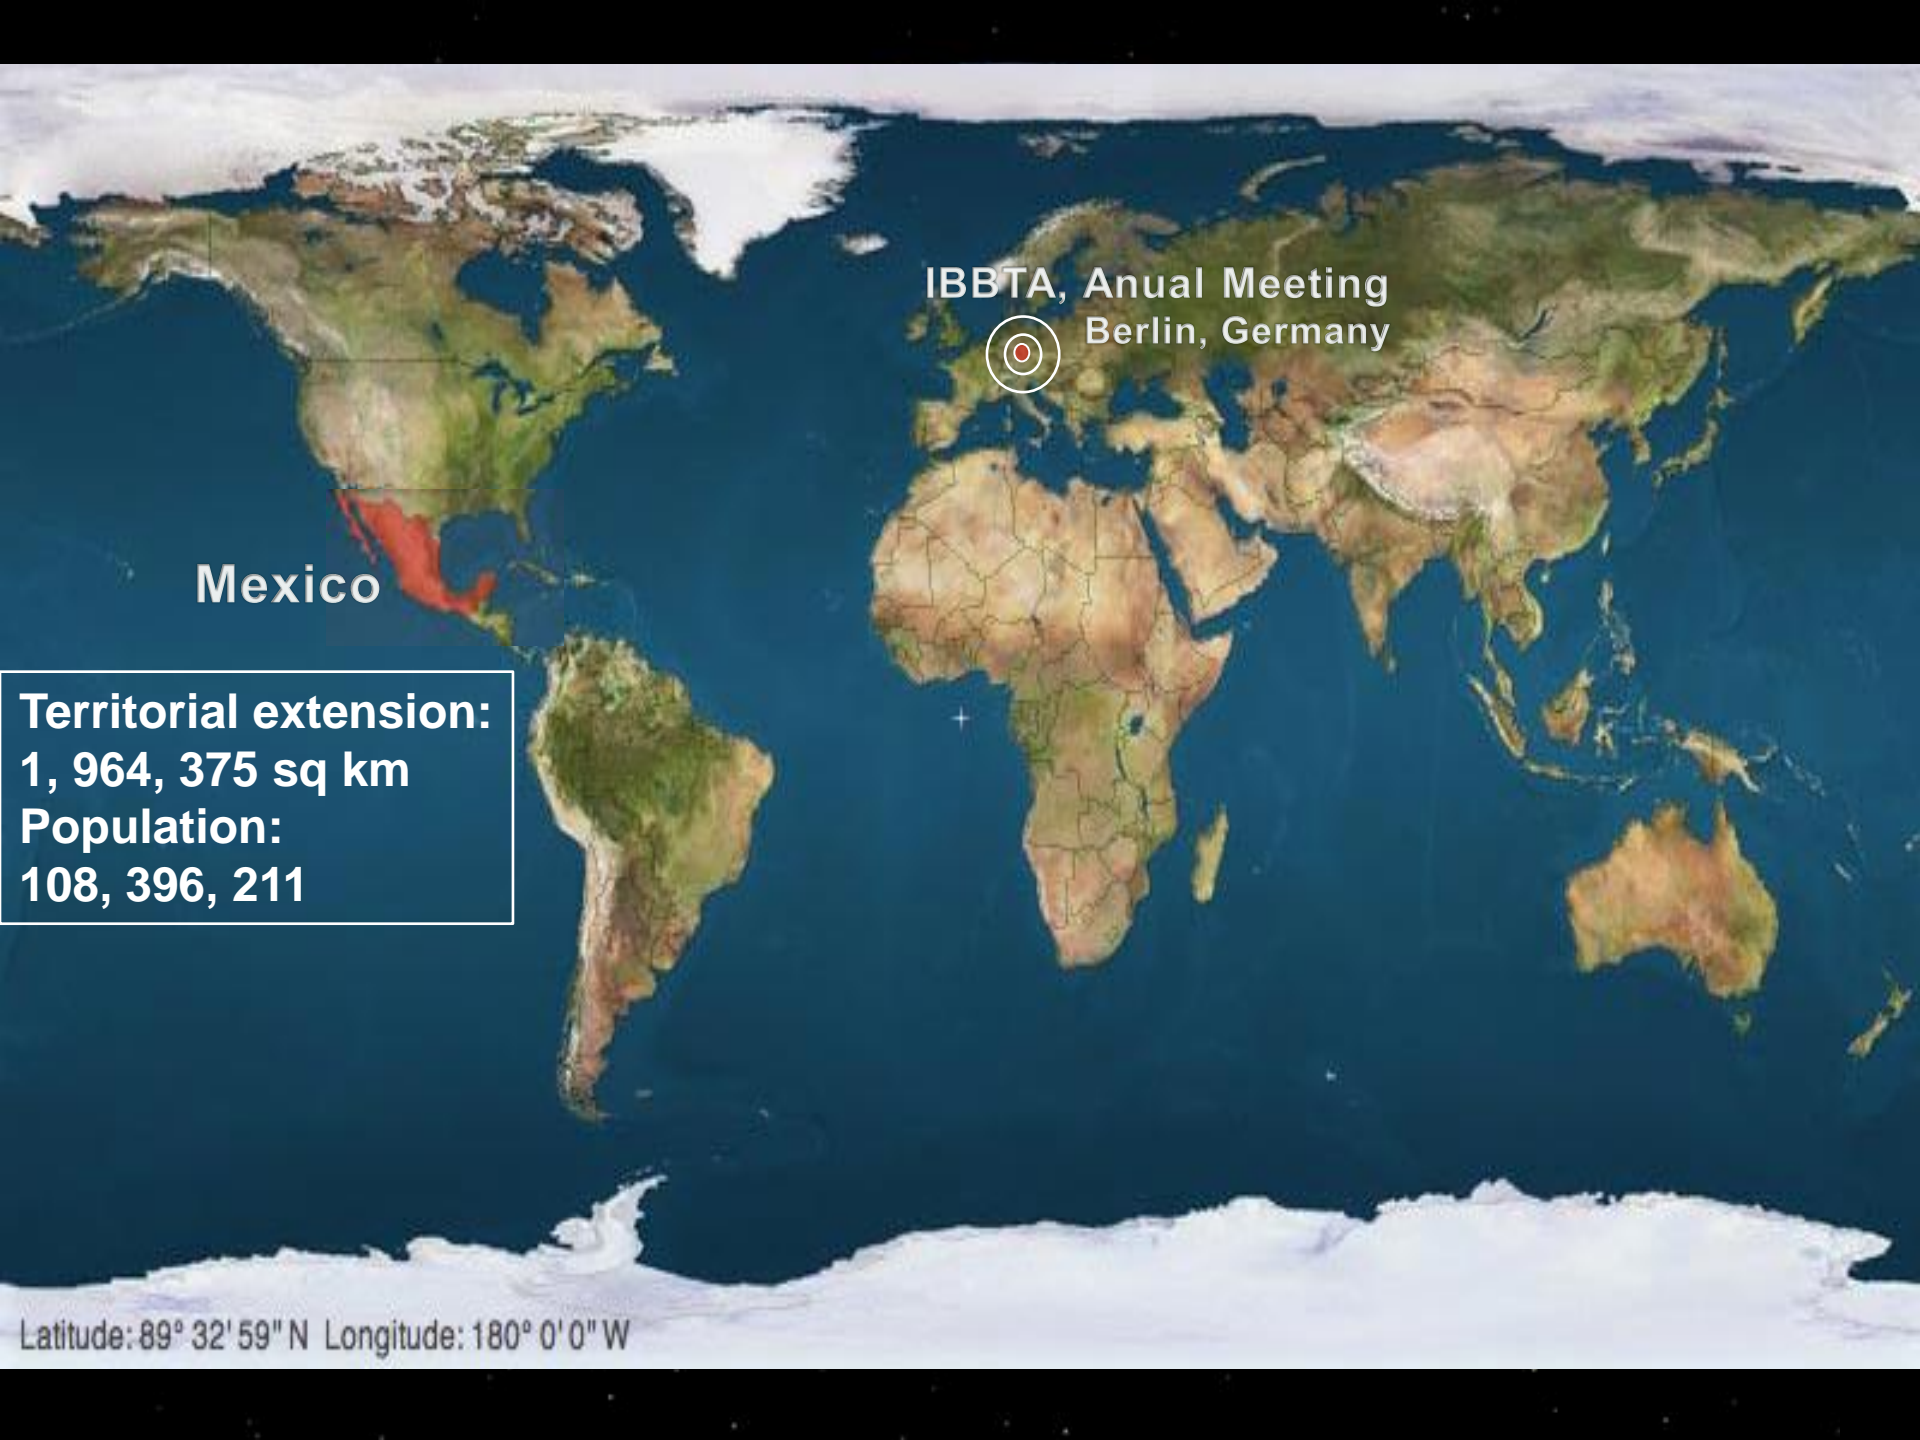 IBBTA, Anual Meeting
Berlin, Germany
Mexico
Territorial extension:
1, 964, 375 sq km
Population:
108, 396, 211
Latitude: 89° 32' 59" N Longitude: 180° 0' 0" W